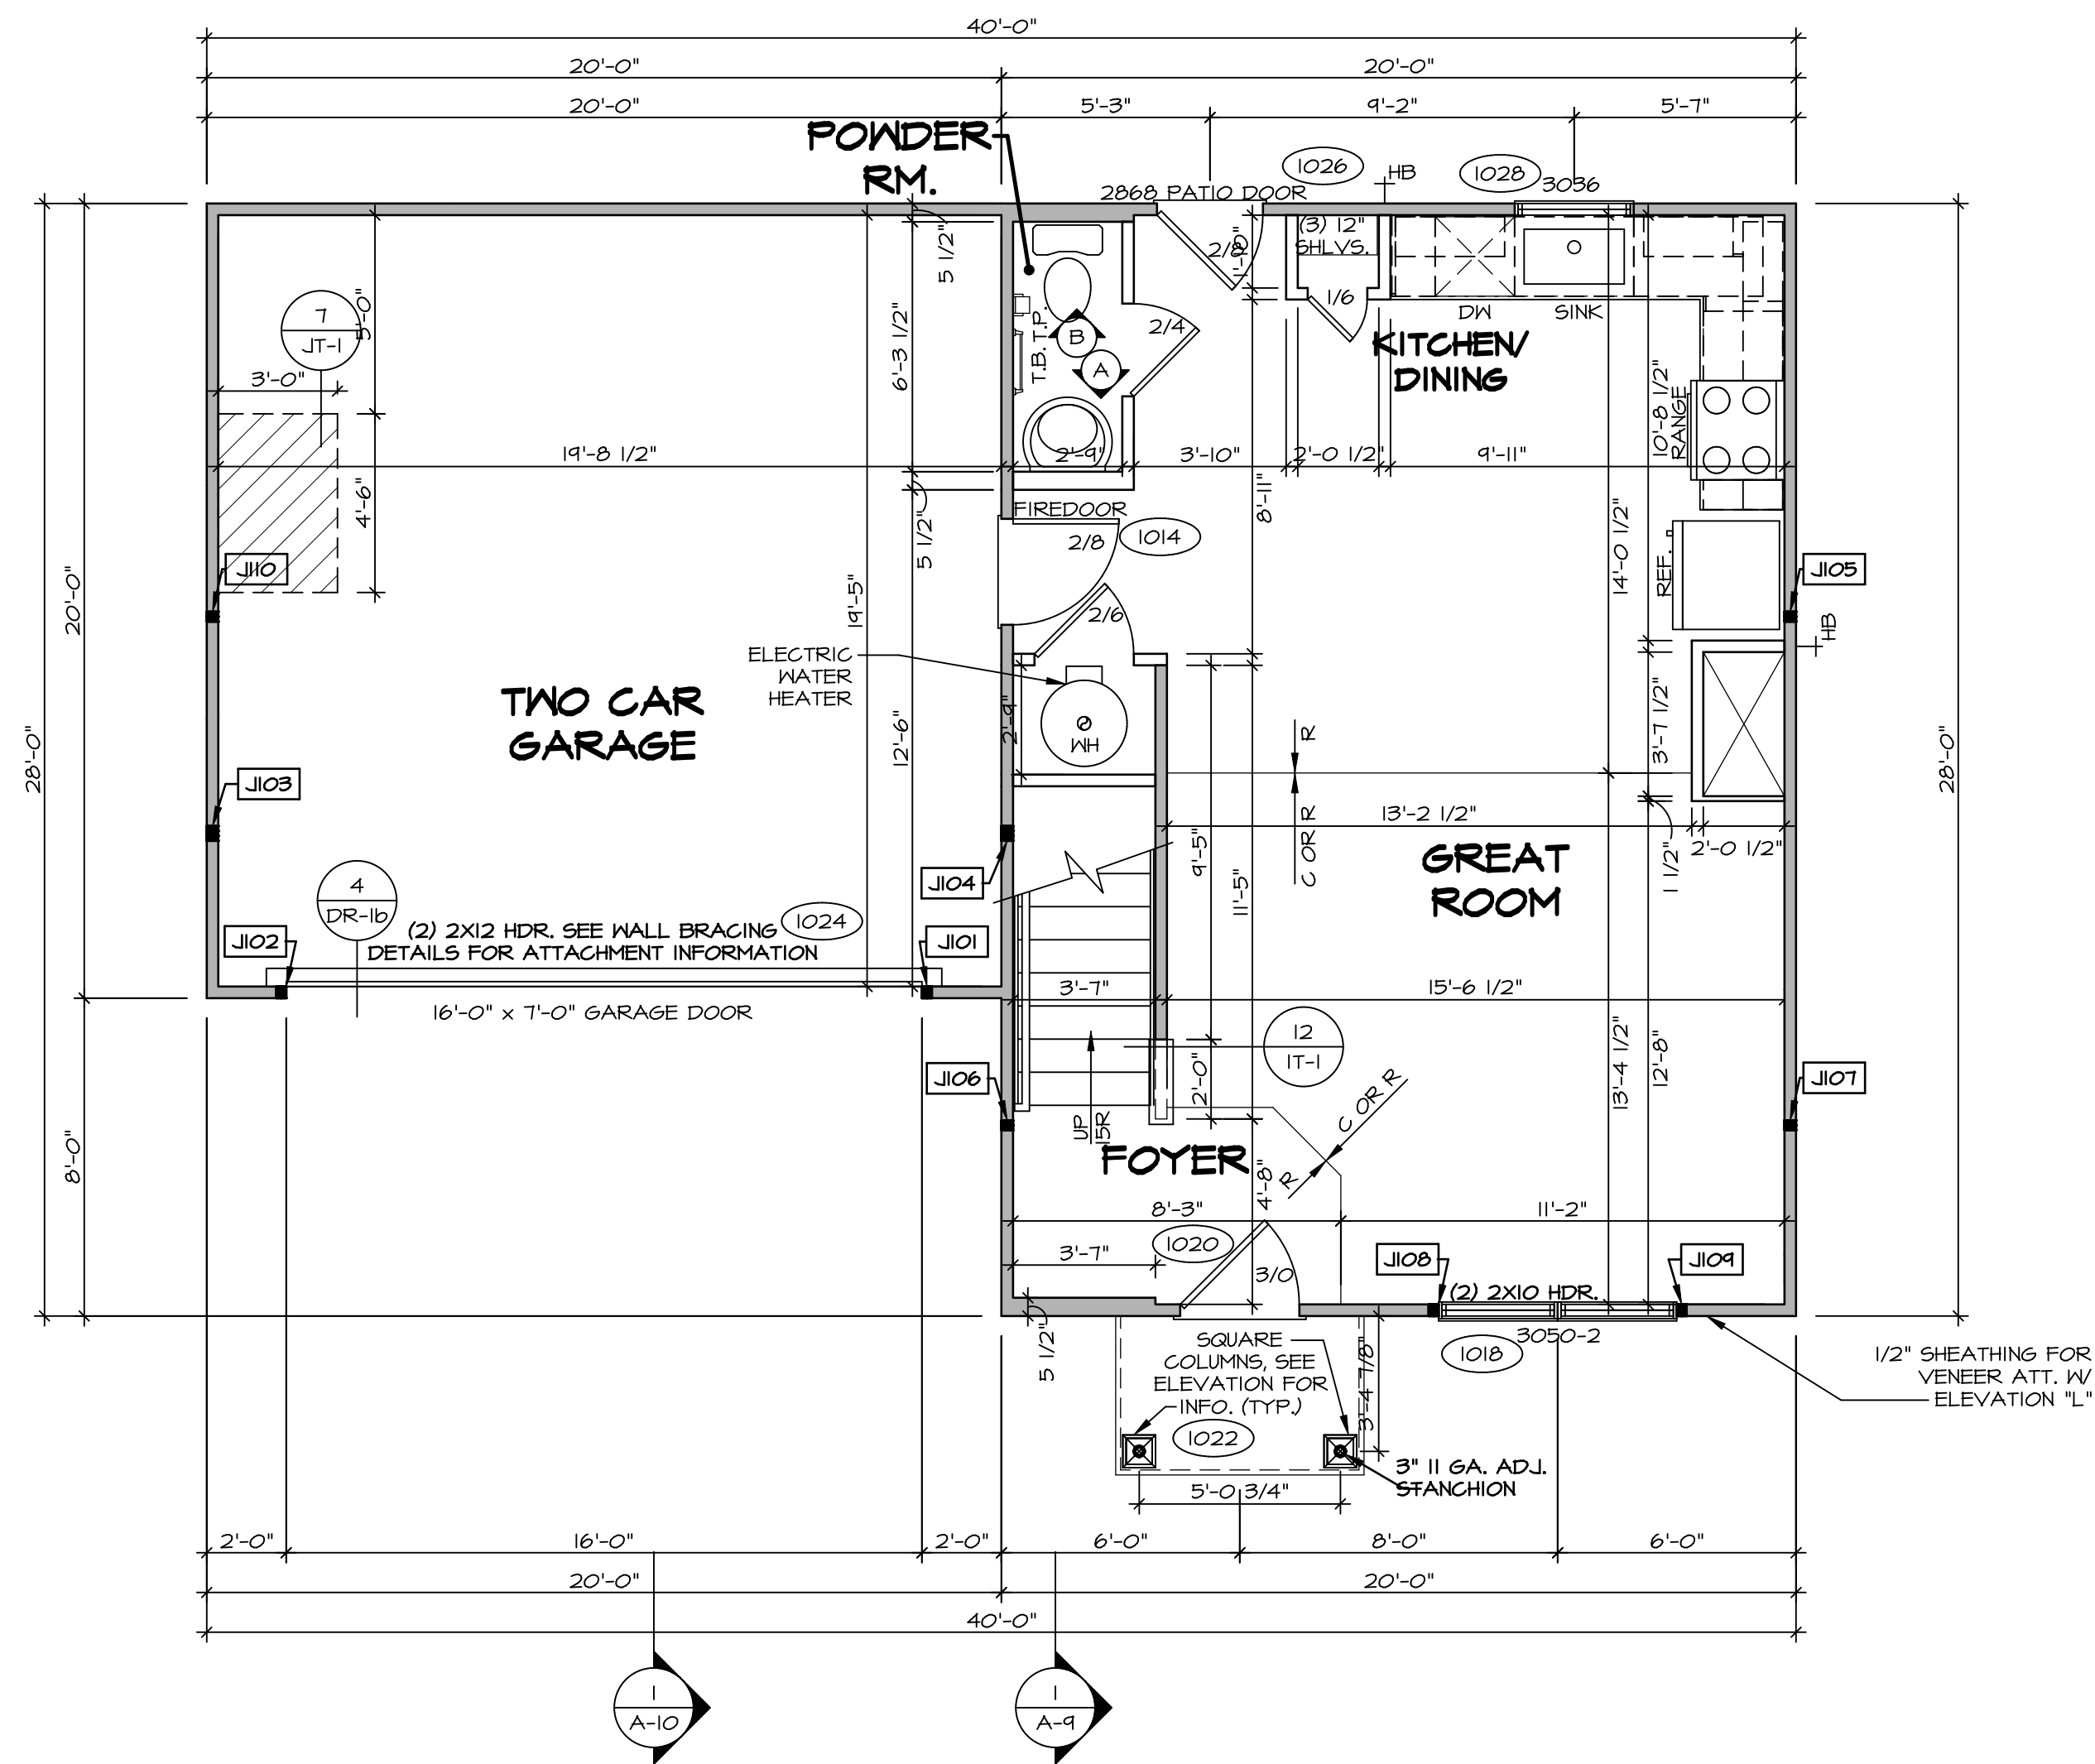 40'-0"
20'-0"
20'-0"
20'-0"
5'-3"
9'-2"
5'-7"
POWDER
RM.
1026
HB
1028
3036
2868 PATIO DOOR
5 1/2"
2/8
1'-8"
(3) 12"
SHLVS.
1/6
DW
SINK
KITCHEN/
DINING
7
JT-1
5'-0"
3'-0"
6'-3 1/2"
T.B. T.P.
B
A
2/4
10'-8 1/2"
RANGE
19'-8 1/2"
2'-9"
3'-10"
2'-0 1/2"
9'-11"
4'-6"
8'-11"
FIREDOOR
2/8
1014
5 1/2"
14'-0 1/2"
REF.
J110
J105
20'-0"
19'-5"
2/6
HB
ELECTRIC
WATER
HEATER
TWO CAR
GARAGE
12'-6"
2'-9"
WH
R
C OR R
3'-7 1/2"
28'-0"
28'-0"
J103
13'-2 1/2"
2'-0 1/2"
1 1/2"
9'-5"
11'-5"
GREAT
ROOM
J104
4
DR-1b
1024
(2) 2X12 HDR. SEE WALL BRACING
DETAILS FOR ATTACHMENT INFORMATION
J102
J101
16'-0" x 7'-0" GARAGE DOOR
3'-7"
15'-6 1/2"
12
1T-1
13'-4 1/2"
12'-8"
J106
J107
2'-0"
C OR R
R
UP
15R
FOYER
8'-0"
4'-8"
8'-3"
11'-2"
3'-7"
1020
3/0
J108
J109
(2) 2X10 HDR.
3050-2
1018
5 1/2"
SQUARE
COLUMNS, SEE
ELEVATION FOR
INFO. (TYP.)
3'-4 7/8"
1022
1/2" SHEATHING FOR
VENEER ATT. W/
ELEVATION "L"
3" 11 GA. ADJ.
STANCHION
5'-0 3/4"
2'-0"
16'-0"
2'-0"
6'-0"
8'-0"
6'-0"
20'-0"
20'-0"
40'-0"
1
A-10
1
A-9